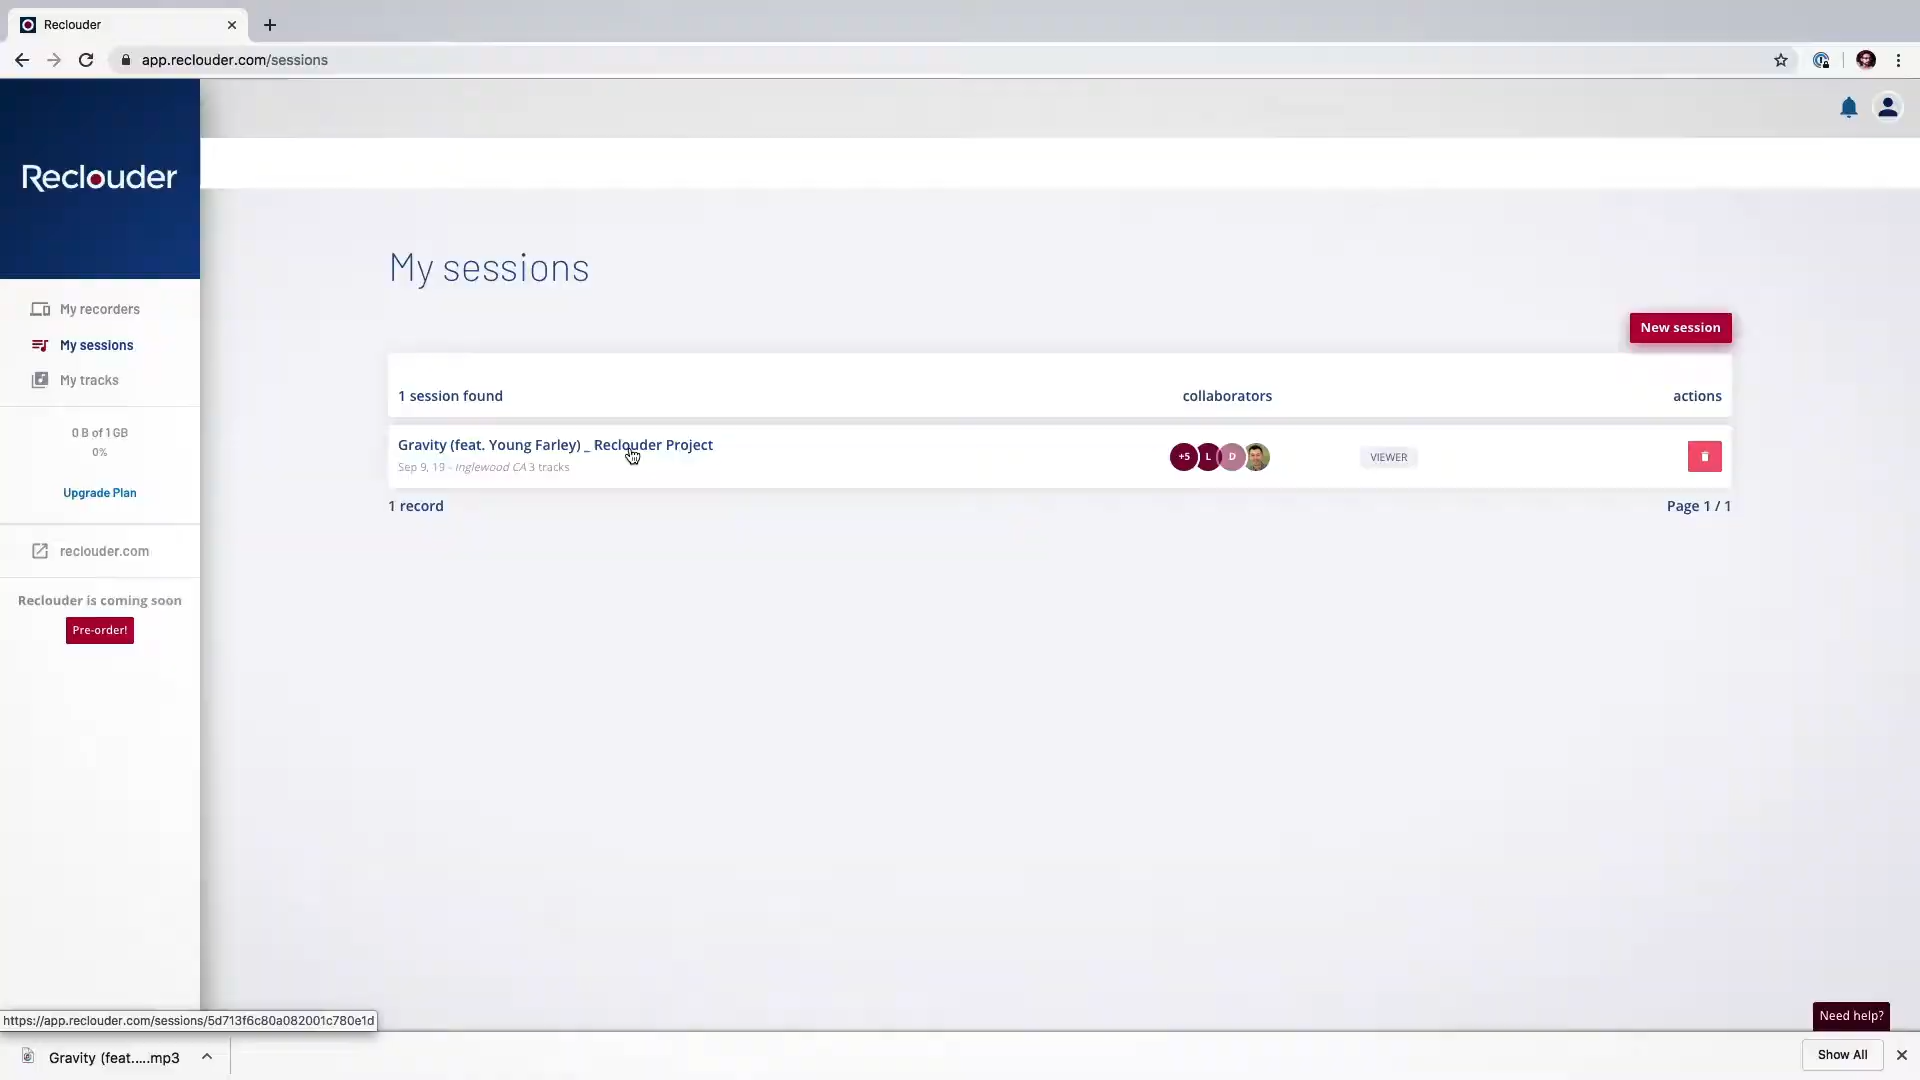 Reclouder
app.reclouder.com/sessions
Reclouder
My recorders
My sessions
My tracks
0 B of 1 GB
0%
Upgrade Plan
reclouder.com
Reclouder is coming soon
Pre-order!
My sessions
New session
1 session found collaborators actions
Gravity (feat. Young Farley) _ Reclouder Project
Sep 9, 19 - Inglewood CA 3 tracks
+5 L D
VIEWER
1 record Page 1 / 1
Need help?
https://app.reclouder.com/sessions/5d713f6c80a082001c780e1d
Gravity (feat.....mp3
Show All